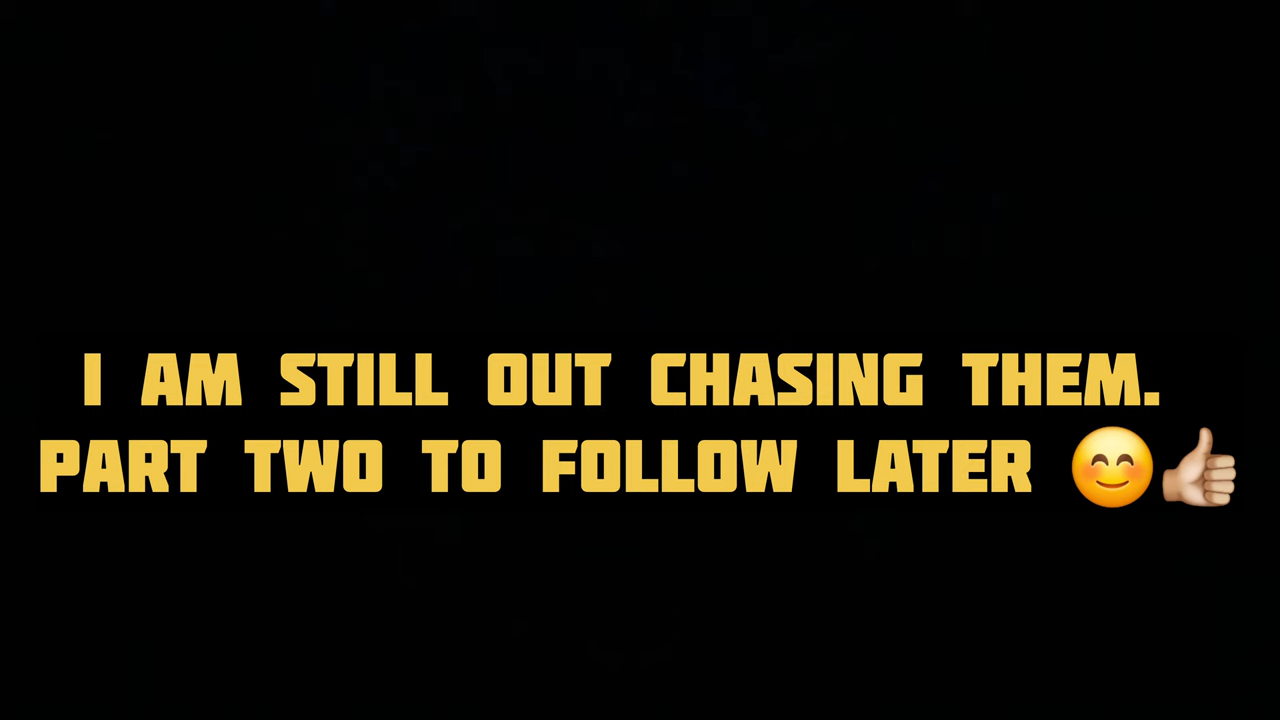 I AM STILL OUT CHASING THEM.
PART TWO TO FOLLOW LATER 😊👍🏼